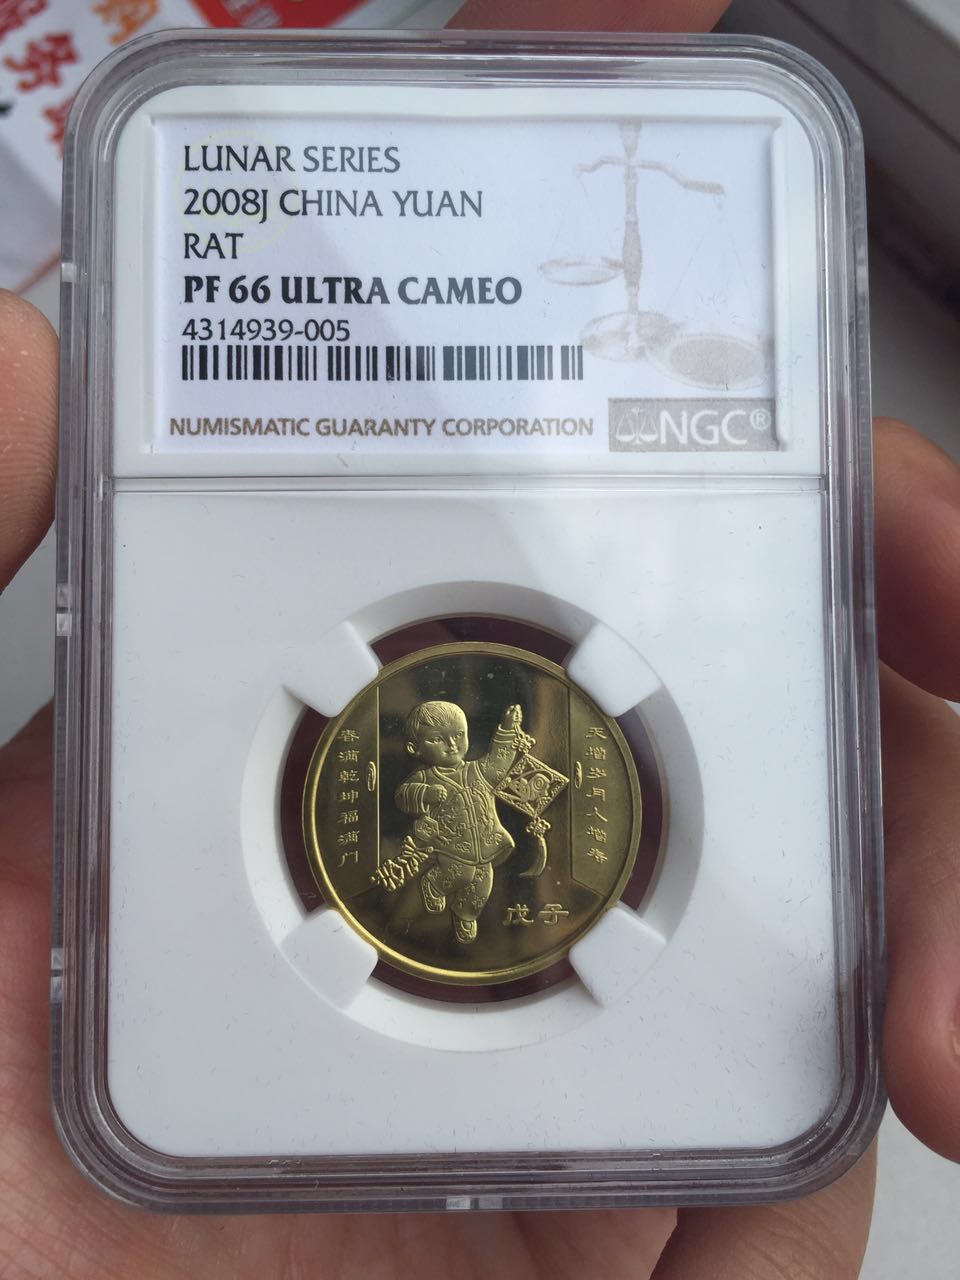 LUNAR SERIES
2008J CHINA YUAN
RAT
PF 66 ULTRA CAMEO
4314939-005
NUMISMATIC GUARANTY CORPORATION
NGC®
春满乾坤福满门
天增岁月人增寿
戊子
务